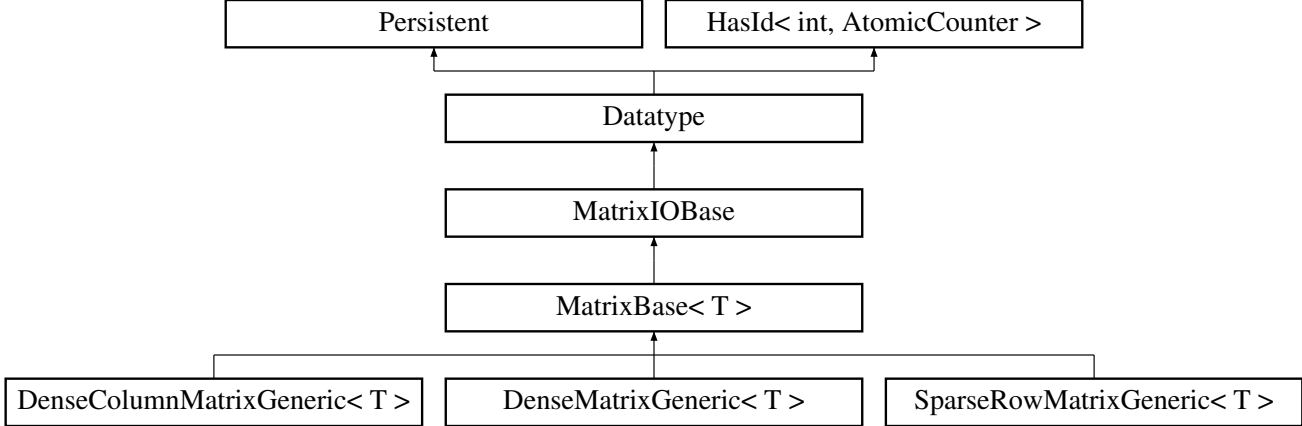 Persistent
HasId< int, AtomicCounter >
Datatype
MatrixIOBase
MatrixBase< T >
DenseColumnMatrixGeneric< T >
DenseMatrixGeneric< T >
SparseRowMatrixGeneric< T >